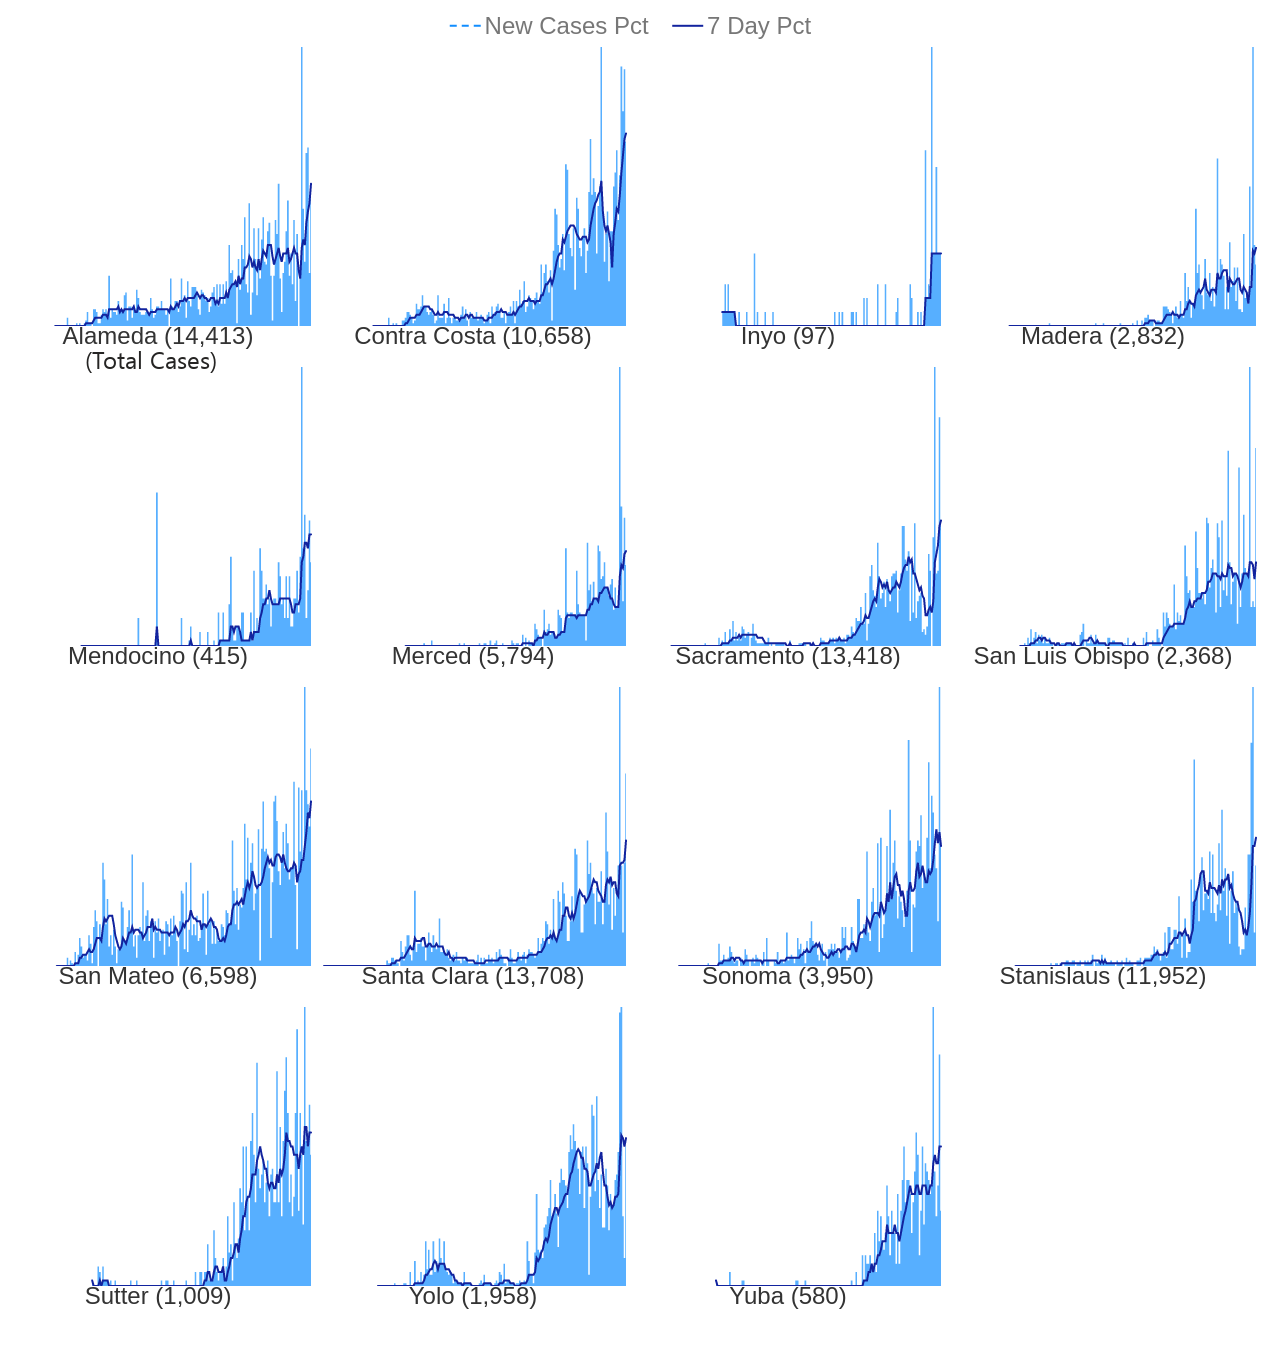 New Cases Pct 7 Day Pct
Alameda (14,413) Contra Costa (10,658) Inyo (97) Madera (2,832)
(Total Cases)
Mendocino (415) Merced (5,794) Sacramento (13,418) San Luis Obispo (2,368)
San Mateo (6,598) Santa Clara (13,708) Sonoma (3,950) Stanislaus (11,952)
Sutter (1,009) Yolo (1,958) Yuba (580)